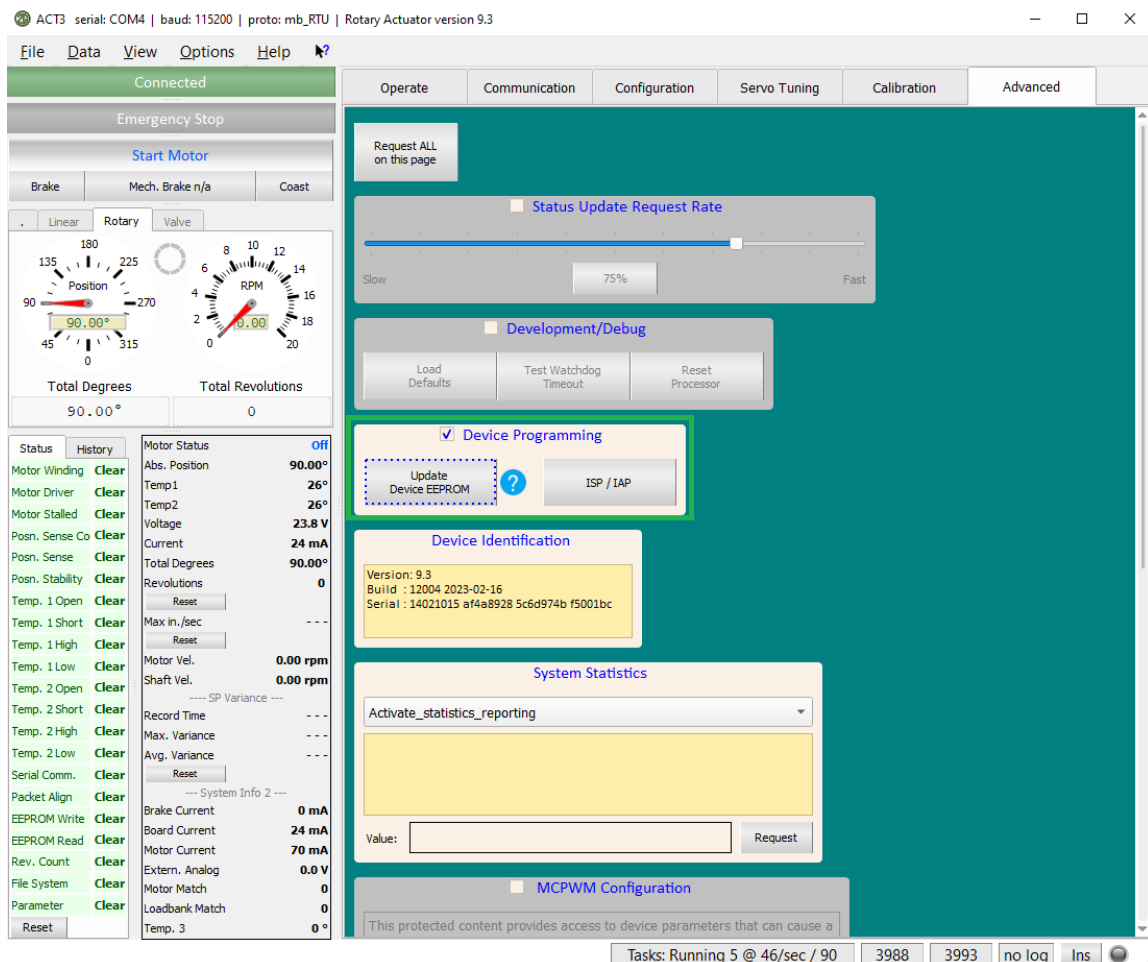 ACT3 serial: COM4 | baud: 115200 | proto: mb_RTU | Rotary Actuator version 9.3
File Data View Options Help
Connected
Emergency Stop
Start Motor
Brake Mech. Brake n/a Coast
. Linear Rotary Valve
0 45 90 135 180 225 270 315
Position
90.00°
0 2 4 6 8 10 12 14 16 18 20
RPM
0.00
Total Degrees Total Revolutions
90.00° 0
Status History
Motor Winding Clear
Motor Driver Clear
Motor Stalled Clear
Posn. Sense Co Clear
Posn. Sense Clear
Posn. Stability Clear
Temp. 1 Open Clear
Temp. 1 Short Clear
Temp. 1 High Clear
Temp. 1 Low Clear
Temp. 2 Open Clear
Temp. 2 Short Clear
Temp. 2 High Clear
Temp. 2 Low Clear
Serial Comm. Clear
Packet Align Clear
EEPROM Write Clear
EEPROM Read Clear
Rev. Count Clear
File System Clear
Parameter Clear
Reset
Motor Status Off
Abs. Position 90.00°
Temp1 26°
Temp2 26°
Voltage 23.8 V
Current 24 mA
Total Degrees 90.00°
Revolutions 0
Reset
Max in./sec - - -
Reset
Motor Vel. 0.00 rpm
Shaft Vel. 0.00 rpm
---- SP Variance ---
Record Time - - -
Max. Variance - - -
Avg. Variance - - -
Reset
--- System Info 2 ---
Brake Current 0 mA
Board Current 24 mA
Motor Current 70 mA
Extern. Analog 0.0 V
Motor Match 0
Loadbank Match 0
Temp. 3 0 °
Operate Communication Configuration Servo Tuning Calibration Advanced
Request ALL
on this page
Status Update Request Rate
Slow 75% Fast
Development/Debug
Load
Defaults
Test Watchdog
Timeout
Reset
Processor
Device Programming
Update
Device EEPROM
?
ISP / IAP
Device Identification
Version: 9.3
Build : 12004 2023-02-16
Serial : 14021015 af4a8928 5c6d974b f5001bc
System Statistics
Activate_statistics_reporting
Value: Request
MCPWM Configuration
This protected content provides access to device parameters that can cause a
Tasks: Running 5 @ 46/sec / 90 3988 3993 no log Ins